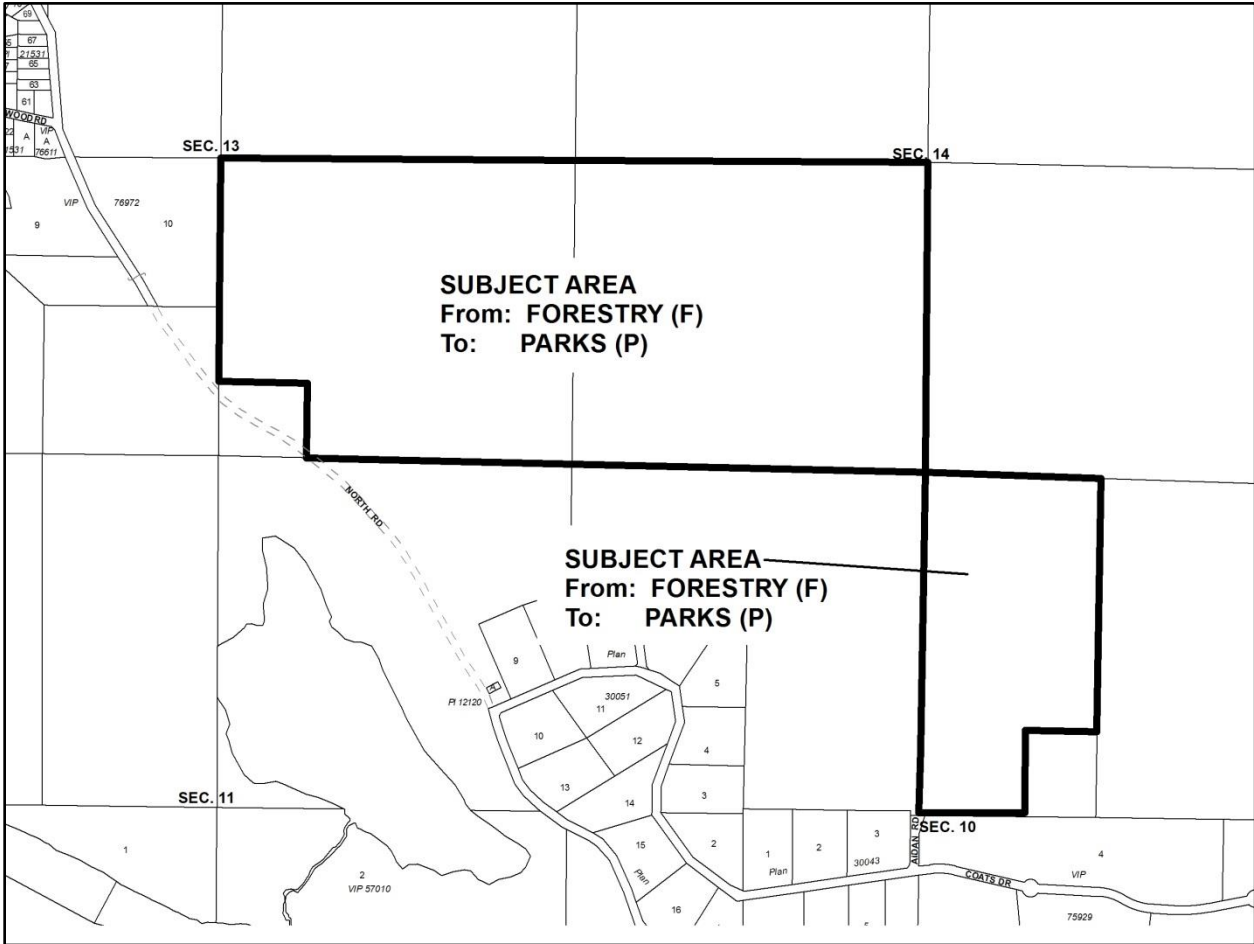 69
67
21531
65
63
61
WOOD RD
22
A
VIP
A
1531
76611
SEC. 13
SEC. 14
VIP
76972
9
10
SUBJECT AREA
From: FORESTRY (F)
To: PARKS (P)
NORTH RD
SUBJECT AREA
From: FORESTRY (F)
To: PARKS (P)
9
Plan
5
Pl 12120
30051
11
10
12
4
13
3
14
SEC. 11
SEC. 10
AIDAN RD
1
2
VIP 57010
15
Plan
2
1
Plan
2
3
30043
4
VIP
COATS DR
16
75929